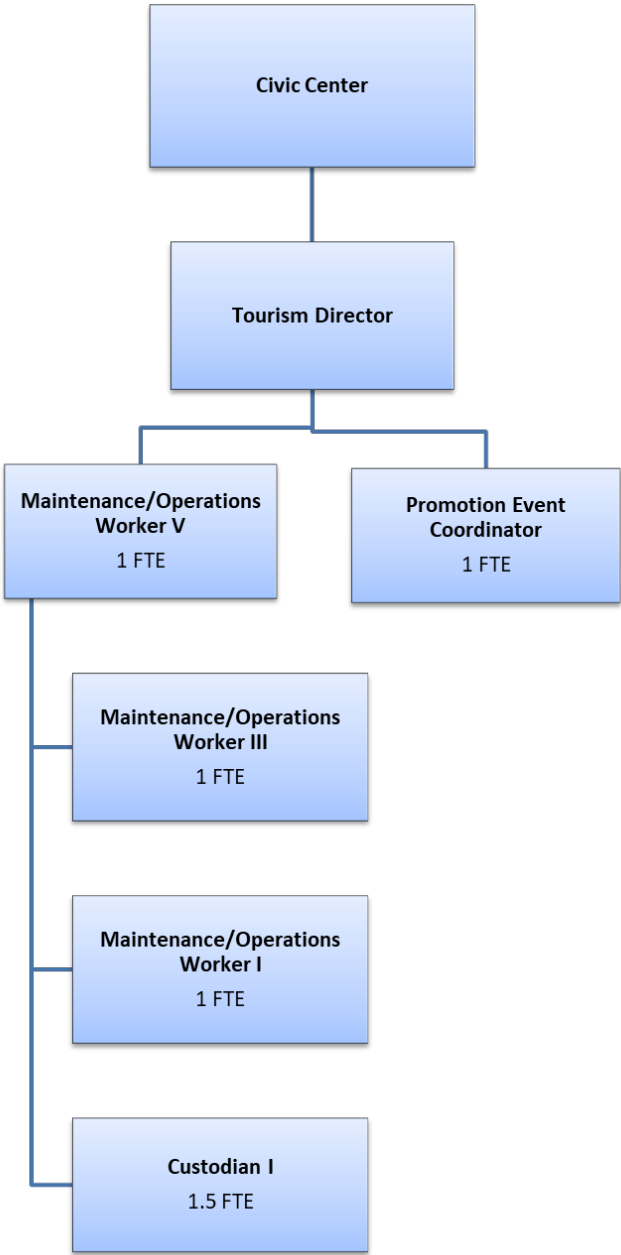 Civic Center
Tourism Director
Maintenance/Operations
Worker V
1 FTE
Promotion Event
Coordinator
1 FTE
Maintenance/Operations
Worker III
1 FTE
Maintenance/Operations
Worker I
1 FTE
Custodian I
1.5 FTE